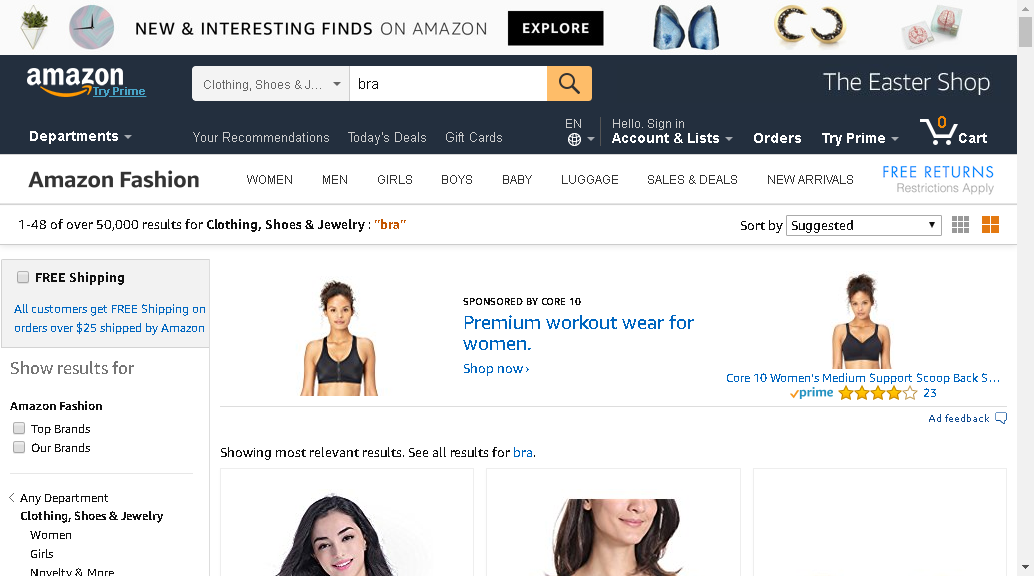 NEW & INTERESTING FINDS ON AMAZON
EXPLORE
amazon
Try Prime
Clothing, Shoes & J...
bra
The Easter Shop
Departments
Your Recommendations
Today's Deals
Gift Cards
EN
Hello. Sign in
Account & Lists
Orders
Try Prime
0
Cart
Amazon Fashion
WOMEN
MEN
GIRLS
BOYS
BABY
LUGGAGE
SALES & DEALS
NEW ARRIVALS
FREE RETURNS
Restrictions Apply
1-48 of over 50,000 results for Clothing, Shoes & Jewelry : "bra"
Sort by Suggested
FREE Shipping
All customers get FREE Shipping on
orders over $25 shipped by Amazon
Show results for
Amazon Fashion
Top Brands
Our Brands
Any Department
Clothing, Shoes & Jewelry
Women
Girls
Novelty & More
SPONSORED BY CORE 10
Premium workout wear for
women.
Shop now ›
Core 10 Women's Medium Support Scoop Back S...
prime
23
Ad feedback
Showing most relevant results. See all results for bra.